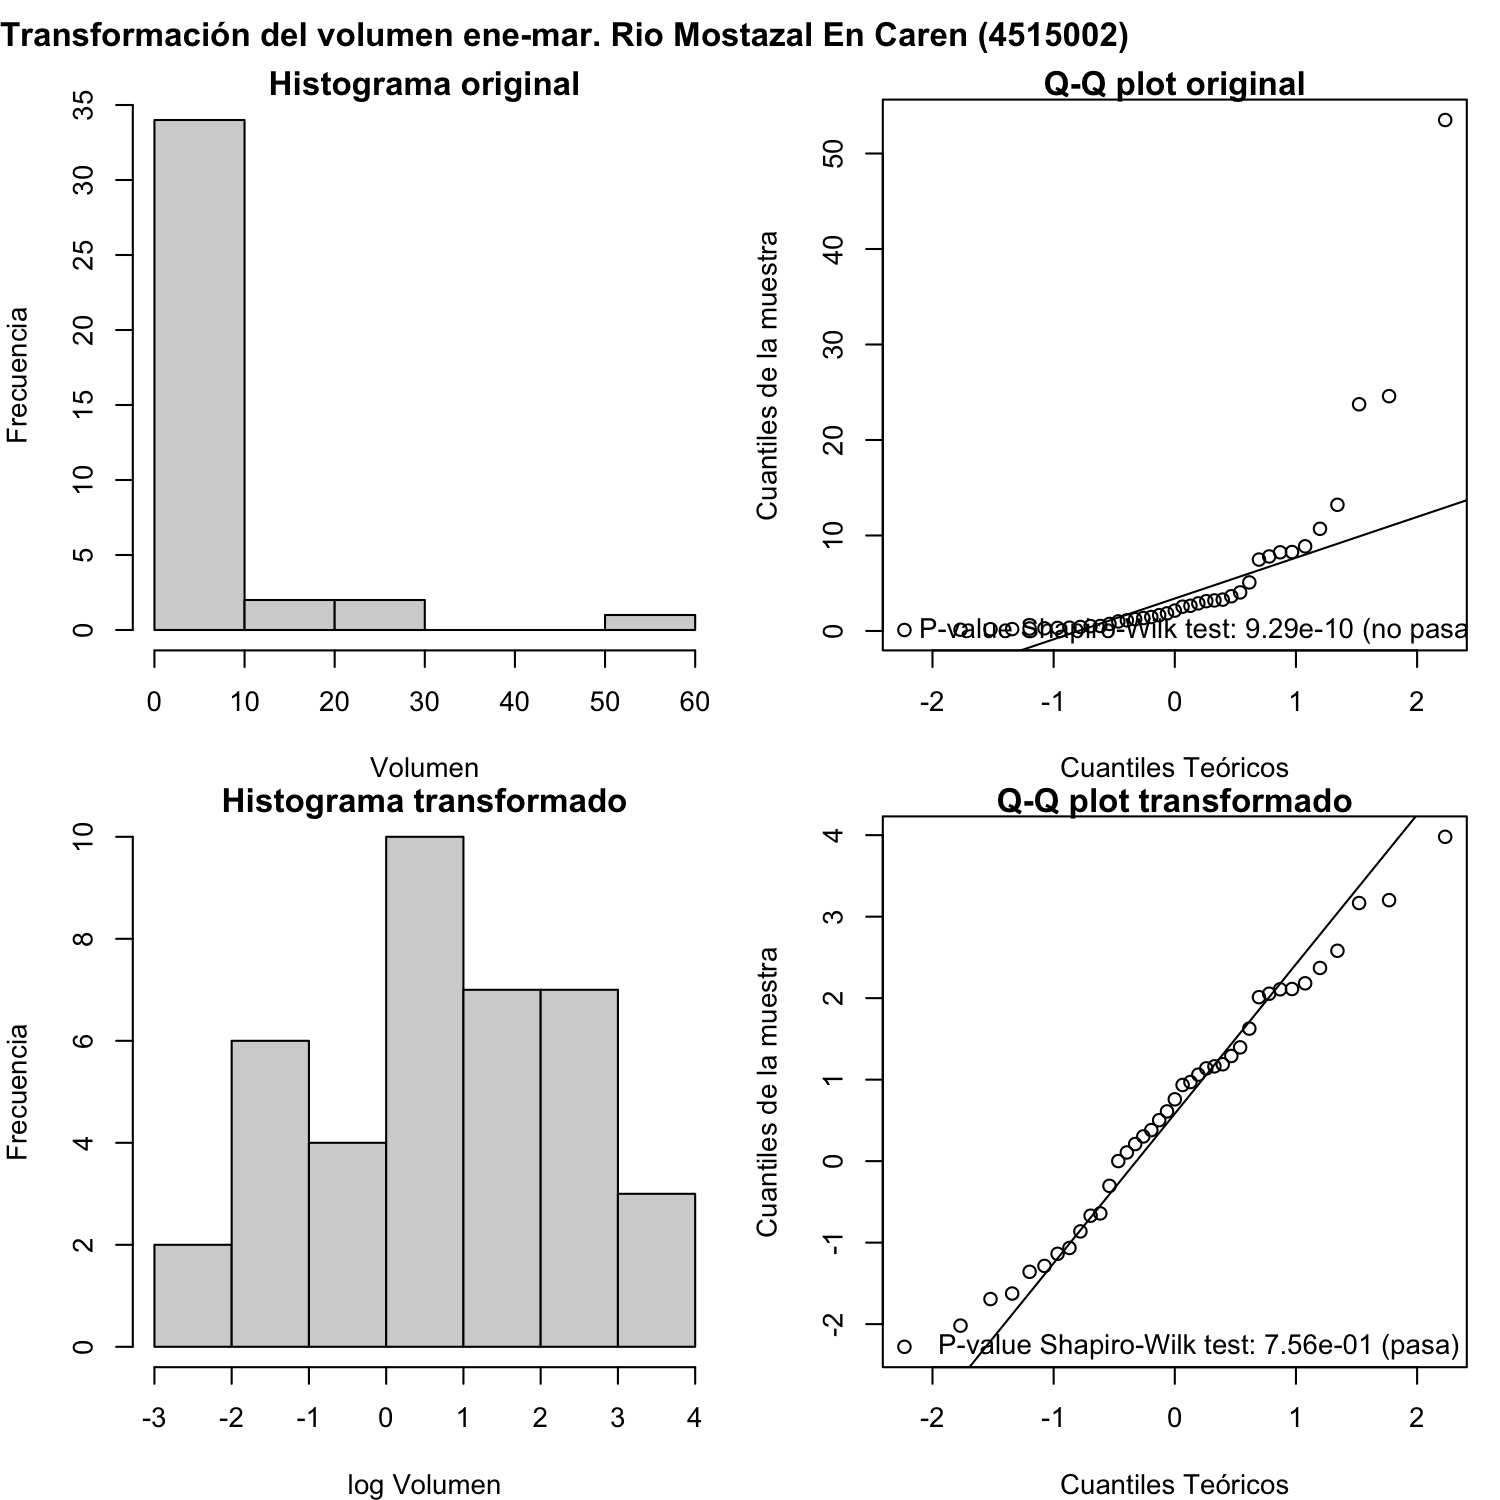 Transformación del volumen ene-mar. Rio Mostazal En Caren (4515002)
Histograma original
Frecuencia
35
30
25
20
15
10
5
0
0 10 20 30 40 50 60
Volumen
Q-Q plot original
Cuantiles de la muestra
50
40
30
20
10
0
P-value Shapiro-Wilk test: 9.29e-10 (no pasa
-2 -1 0 1 2
Cuantiles Teóricos
Histograma transformado
Frecuencia
10
8
6
4
2
0
-3 -2 -1 0 1 2 3 4
log Volumen
Q-Q plot transformado
Cuantiles de la muestra
4
3
2
1
0
-1
-2
P-value Shapiro-Wilk test: 7.56e-01 (pasa)
-2 -1 0 1 2
Cuantiles Teóricos